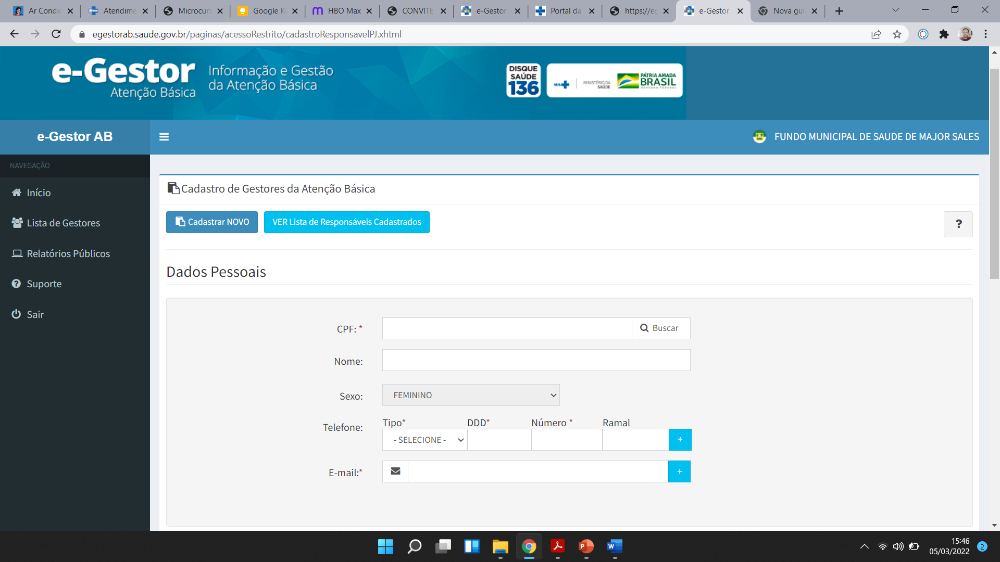 Ar Condic
Atendime
Microcurs
Google K
HBO Max
CONVITE
e-Gestor
Portal da
https://eg
e-Gestor
Nova gui
egestorab.saude.gov.br/paginas/acessoRestrito/cadastroResponsavelPJ.xhtml
e-Gestor
Atenção Básica
Informação e Gestão
da Atenção Básica
DISQUE
SAÚDE
136
SUS
MINISTÉRIO DA
SAÚDE
PÁTRIA AMADA
BRASIL
GOVERNO FEDERAL
e-Gestor AB
FUNDO MUNICIPAL DE SAUDE DE MAJOR SALES
NAVEGAÇÃO
Início
Lista de Gestores
Relatórios Públicos
Suporte
Sair
Cadastro de Gestores da Atenção Básica
Cadastrar NOVO
VER Lista de Responsáveis Cadastrados
?
Dados Pessoais
CPF: *
Buscar
Nome:
Sexo:
FEMININO
Telefone:
Tipo* DDD* Número * Ramal
- SELECIONE -
+
E-mail:*
+
15:46
05/03/2022
2